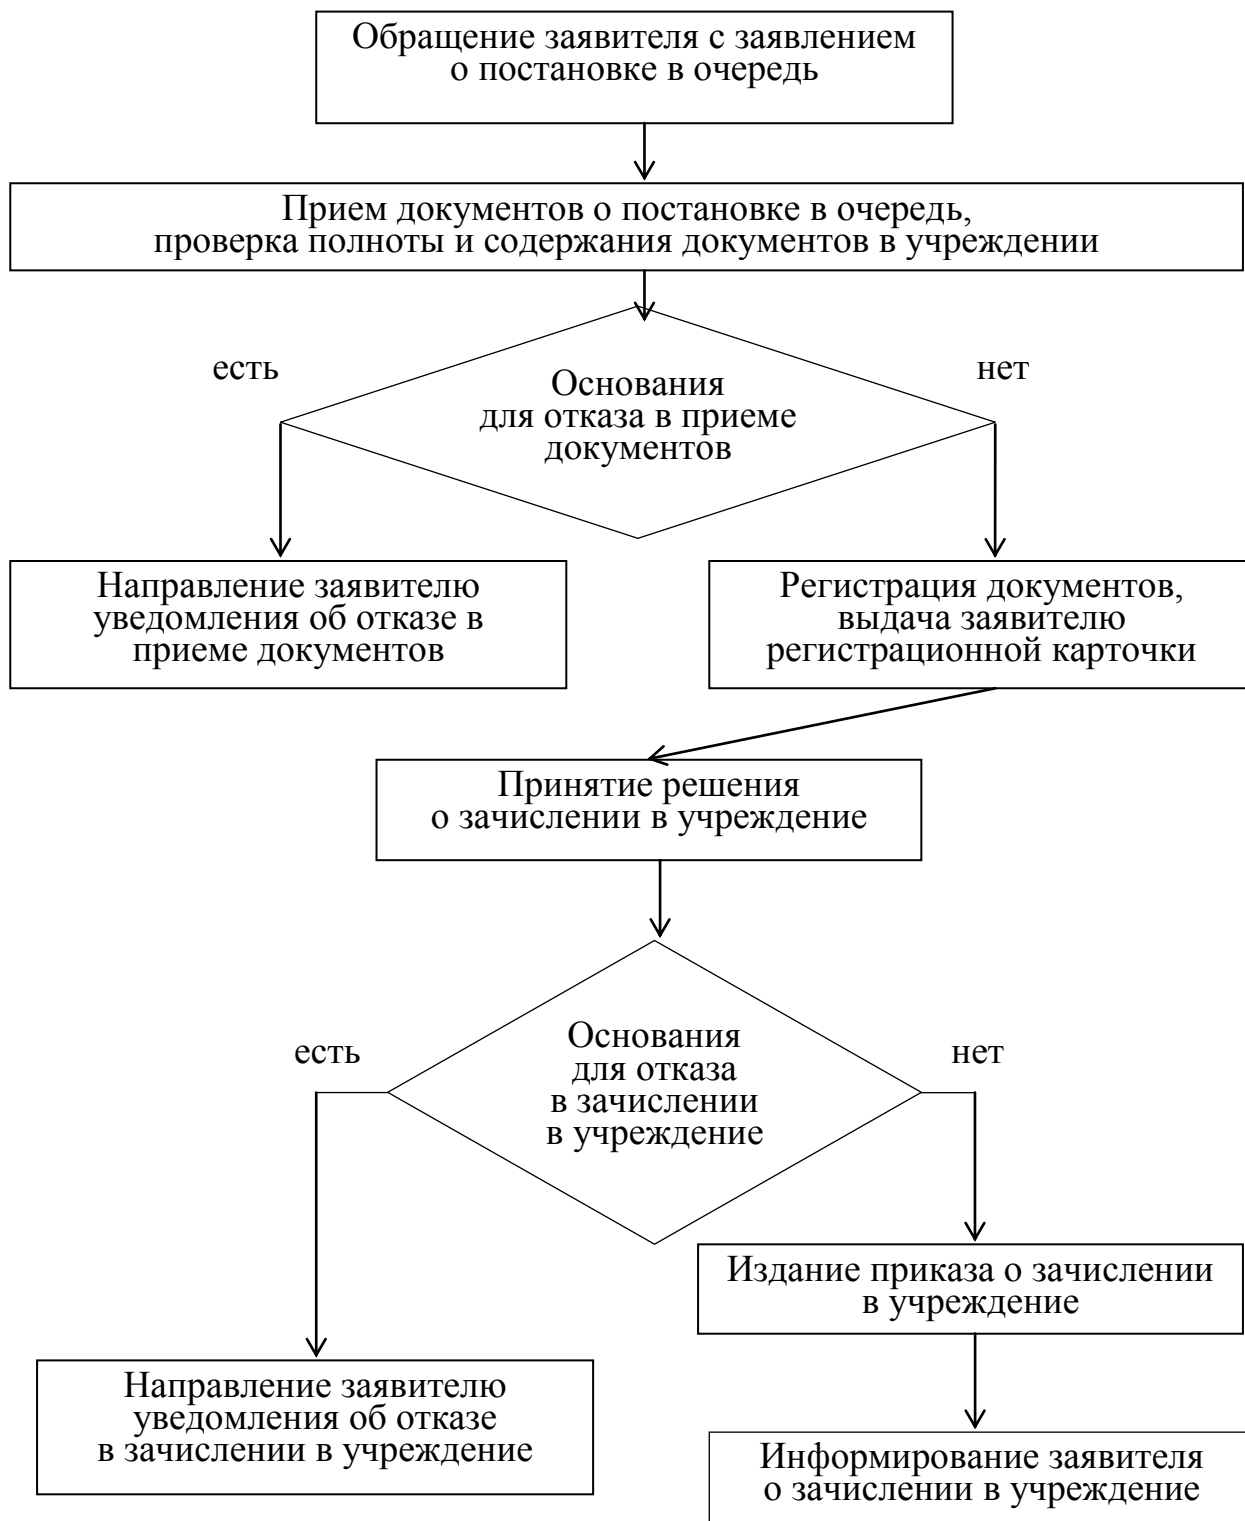 Обращение заявителя с заявлением
о постановке в очередь
Прием документов о постановке в очередь,
проверка полноты и содержания документов в учреждении
есть
нет
Основания
для отказа в приеме
документов
Направление заявителю
уведомления об отказе в
приеме документов
Регистрация документов,
выдача заявителю
регистрационной карточки
Принятие решения
о зачислении в учреждение
есть
нет
Основания
для отказа
в зачислении
в учреждение
Издание приказа о зачислении
в учреждение
Направление заявителю
уведомления об отказе
в зачислении в учреждение
Информирование заявителя
о зачислении в учреждение